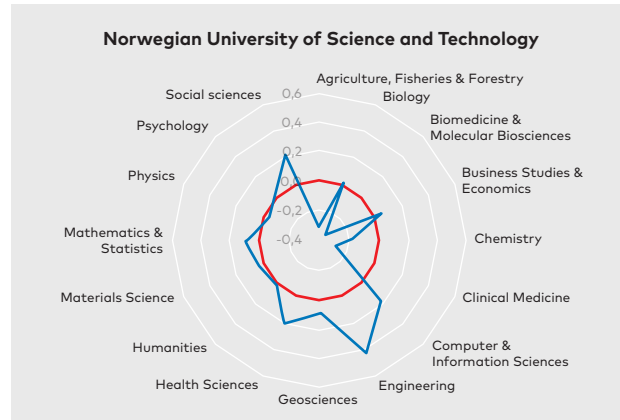 Norwegian University of Science and Technology
Agriculture, Fisheries & Forestry
Biology
Biomedicine &
Molecular Biosciences
Business Studies &
Economics
Chemistry
Clinical Medicine
Computer &
Information Sciences
Engineering
Geosciences
Health Sciences
Humanities
Materials Science
Mathematics &
Statistics
Physics
Psychology
Social sciences
0,6
0,4
0,2
0,0
-0,2
-0,4